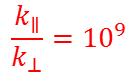 k∥/k⊥ = 10⁹